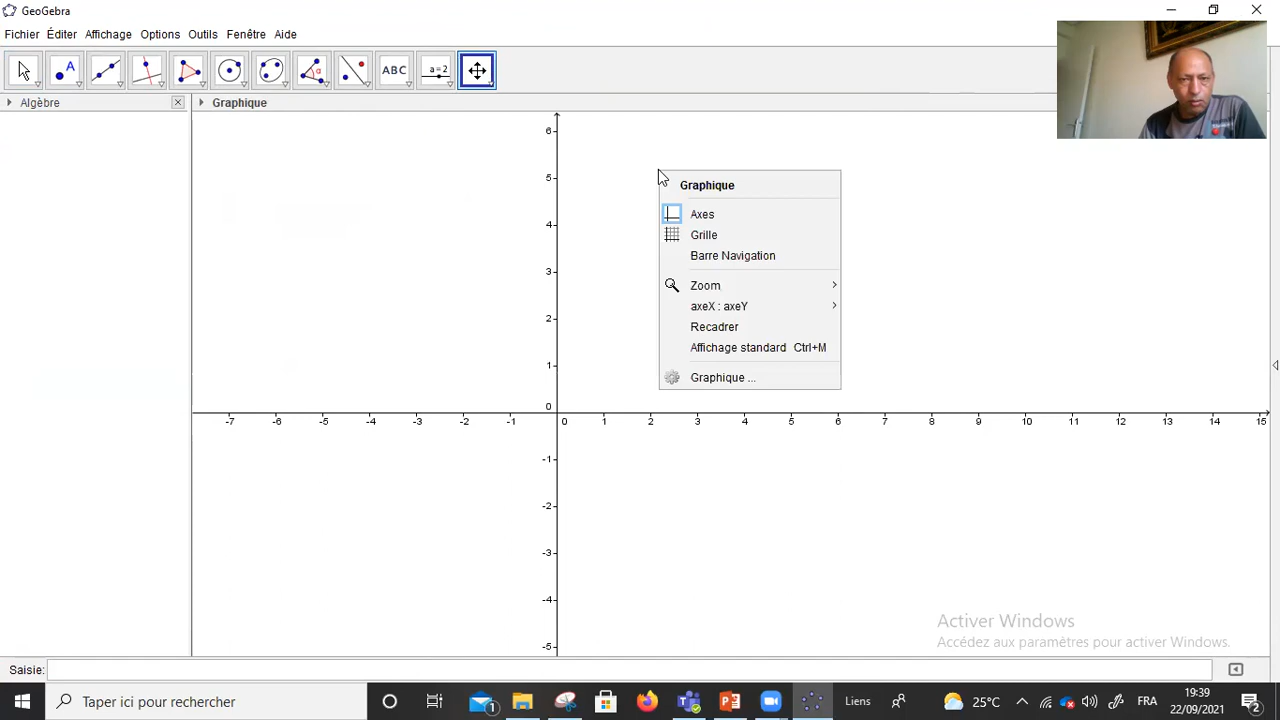 GeoGebra
Fichier Éditer Affichage Options Outils Fenêtre Aide
A
α
ABC
a=2
Algèbre
Graphique
Graphique
Axes
Grille
Barre Navigation
Zoom
axeX : axeY
Recadrer
Affichage standard Ctrl+M
Graphique ...
6
5
4
3
2
1
0
-7 -6 -5 -4 -3 -2 -1 0 1 2 3 4 5 6 7 8 9 10 11 12 13 14 15
-1
-2
-3
-4
-5
Activer Windows
Accédez aux paramètres pour activer Windows.
Saisie:
Taper ici pour rechercher
1
Liens
25°C
FRA
19:39
22/09/2021
2